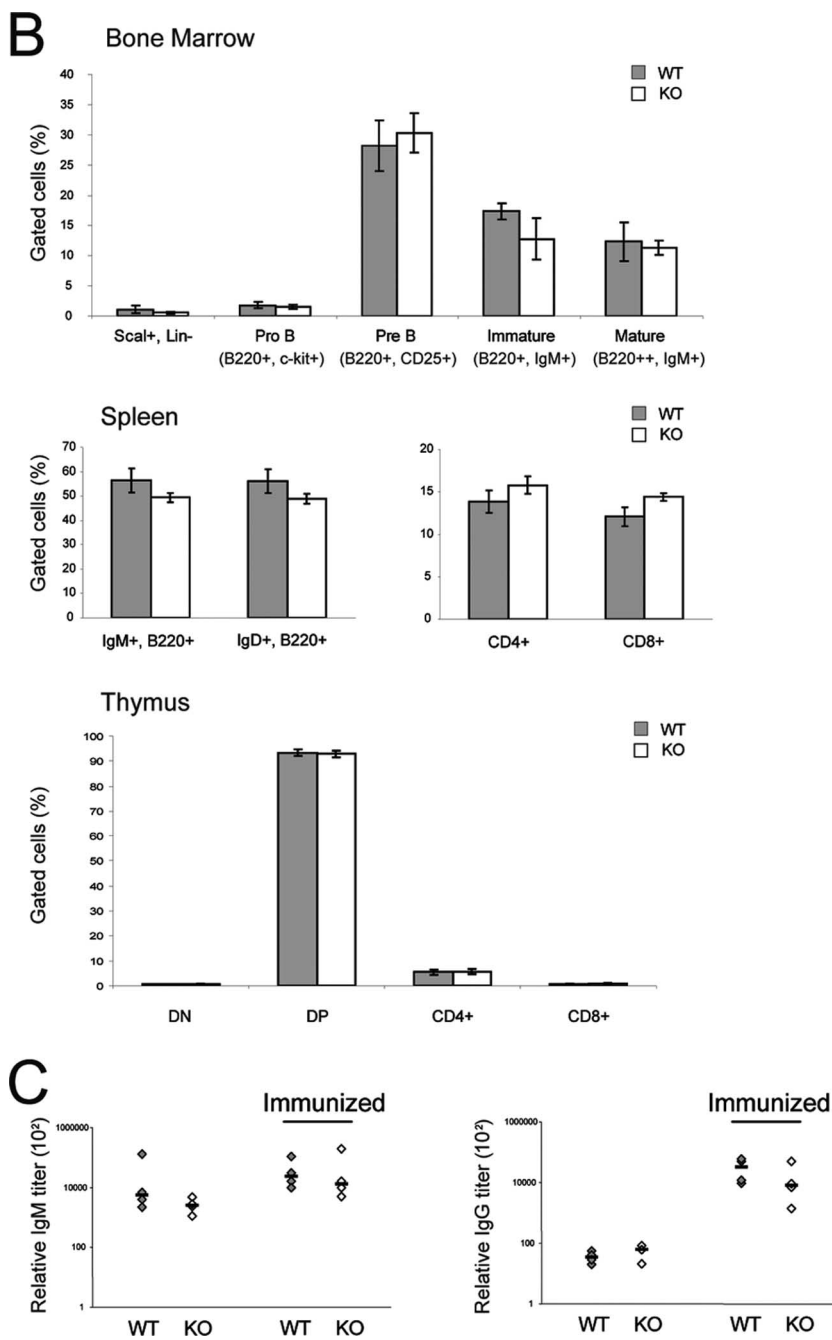 B
Bone Marrow
WT
KO
Gated cells (%)
40
35
30
25
20
15
10
5
0
Scal+, Lin-
Pro B
(B220+, c-kit+)
Pre B
(B220+, CD25+)
Immature
(B220+, IgM+)
Mature
(B220++, IgM+)
Spleen
WT
KO
Gated cells (%)
70
60
50
40
30
20
10
0
IgM+, B220+
IgD+, B220+
WT
KO
20
15
10
5
0
CD4+
CD8+
Thymus
WT
KO
Gated cells (%)
100
90
80
70
60
50
40
30
20
10
0
DN
DP
CD4+
CD8+
C
Immunized
Relative IgM titer (10²)
1000000
10000
100
1
WT
KO
WT
KO
Immunized
Relative IgG titer (10²)
1000000
10000
100
1
WT
KO
WT
KO